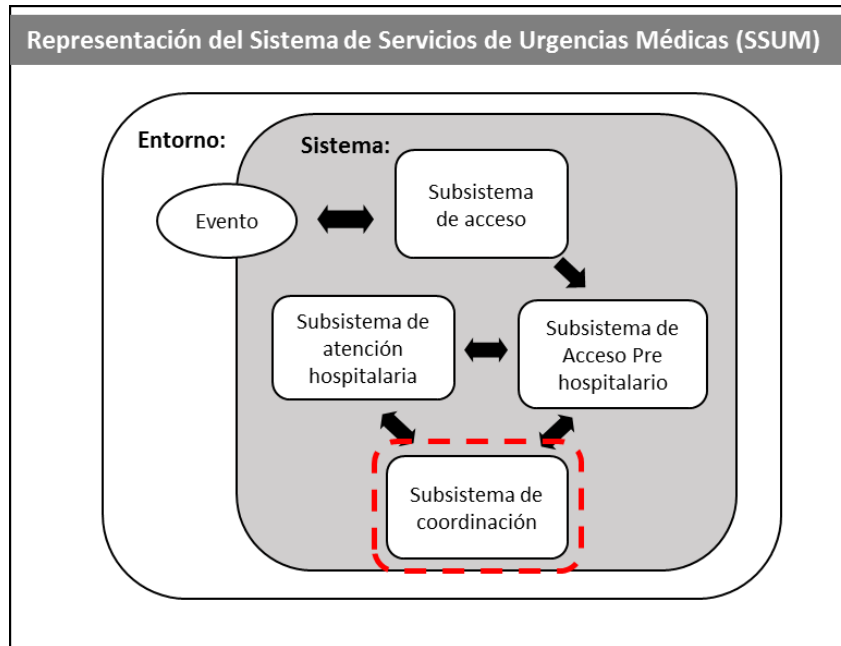 Representación del Sistema de Servicios de Urgencias Médicas (SSUM)
Entorno:
Sistema:
Evento
Subsistema
de acceso
Subsistema de
atención
hospitalaria
Subsistema de
Acceso Pre
hospitalario
Subsistema de
coordinación